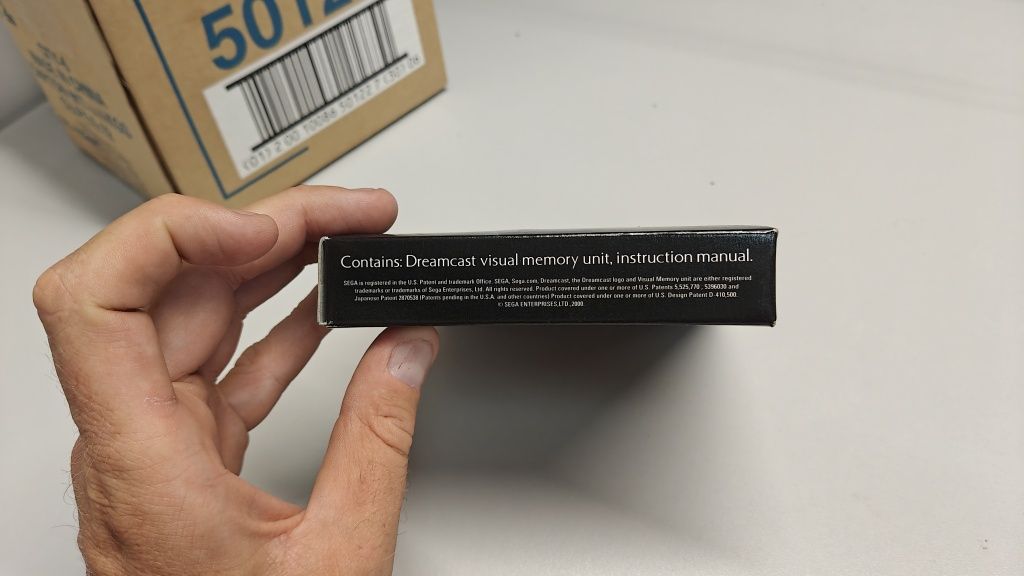 5012
(01) 2 00 10086 50122 7 (30) 06
Contains: Dreamcast visual memory unit, instruction manual.
SEGA is registered in the U.S. Patent and trademark Office. SEGA, Sega.com, Dreamcast, the Dreamcast logo and Visual Memory unit are either registered
trademarks or trademarks of Sega Enterprises, Ltd. All rights reserved. Product covered under one or more of U.S. Patents 5,525,770 , 5396030 and
Japanese Patent 2870538 (Patents pending in the U.S.A. and other countries) Product covered under one or more of U.S. Design Patent D-410,500.
© SEGA ENTERPRISES,LTD.,2000.